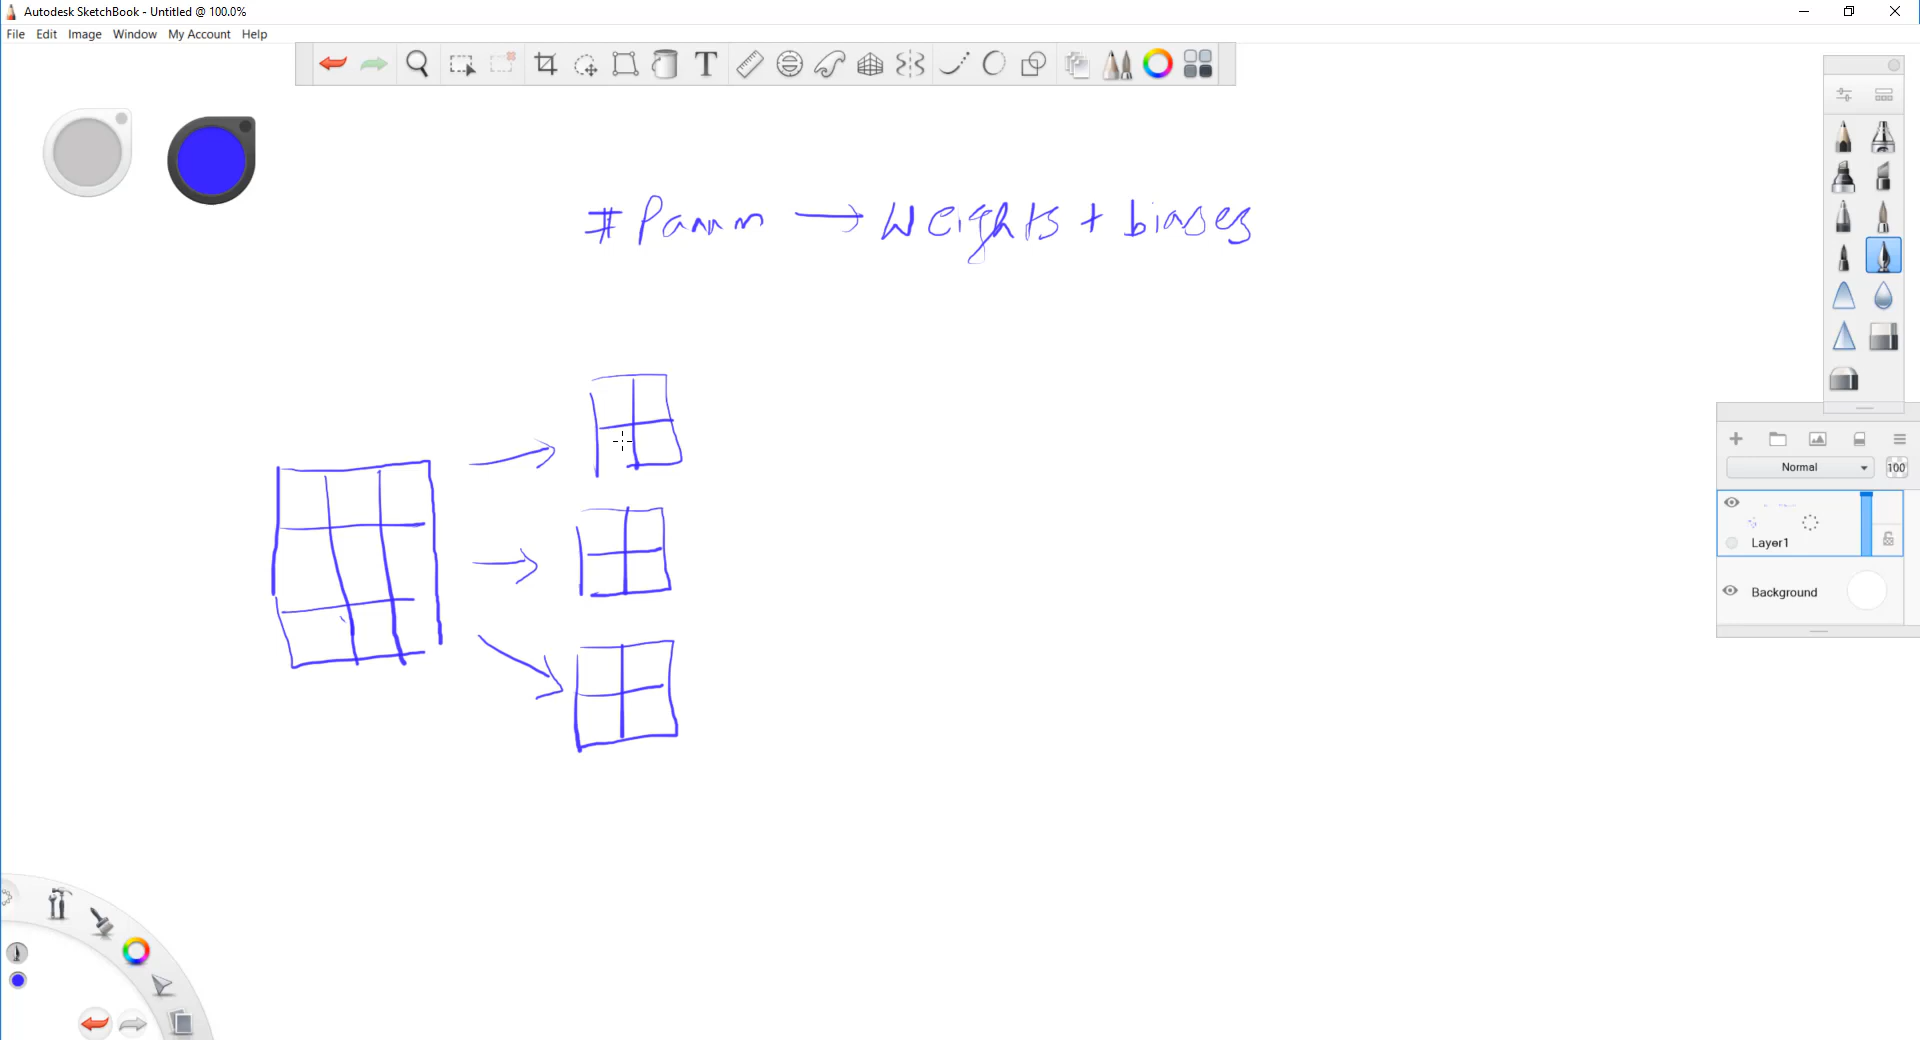 Autodesk SketchBook - Untitled @ 100.0%
File Edit Image Window My Account Help
T
# Param → Weights + biases
Normal 100
Layer1
Background